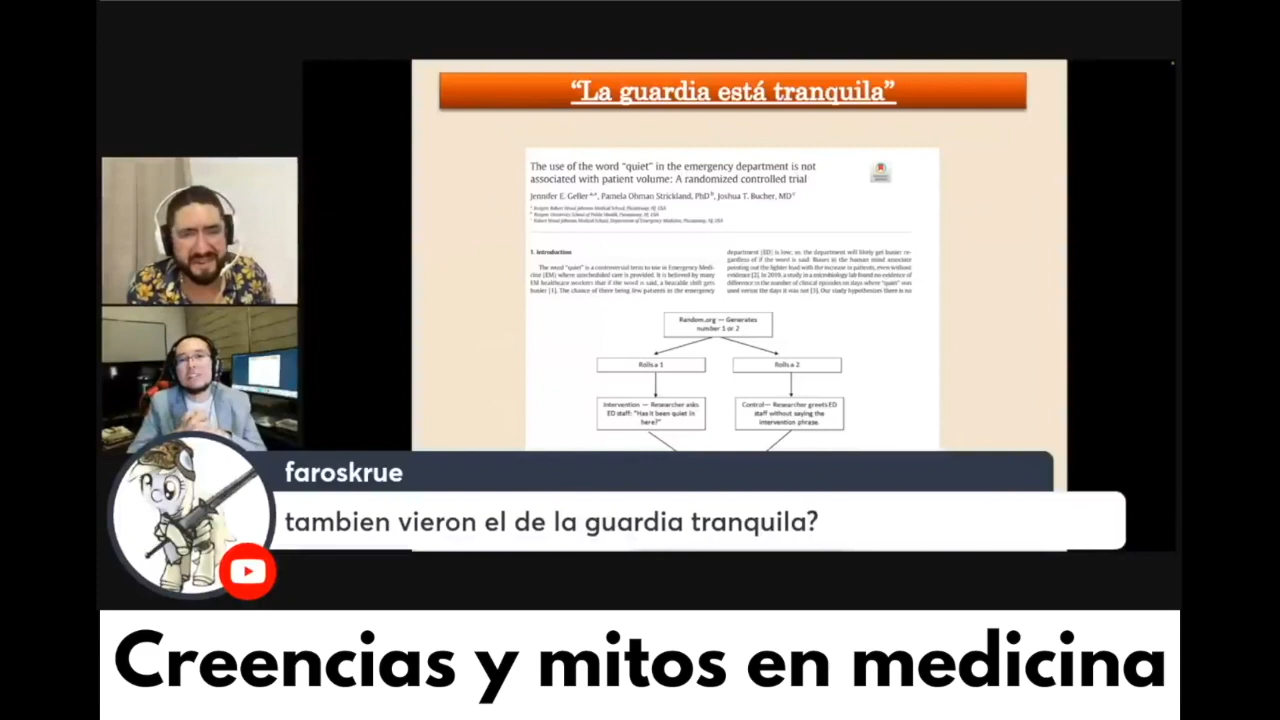 “La guardia está tranquila”
The use of the word "quiet" in the emergency department is not
associated with patient volume: A randomized controlled trial
Jennifer E. Geller, Pamela Ohman Strickland, PhD, Joshua T. Bucher, MD
1. Introduction
The word "quiet" is a controversial term to use in Emergency Medi-
cine (EM) where unscheduled care is provided. It is believed by many
EM healthcare workers that if the word is said, a bearable shift gets
busier [1]. The chance of there being few patients in the emergency
department (ED) is low, so, the department will likely get busier re-
gardless of if the word is said. Biases in the human mind associate
pointing out the lighter load with the increase in patients, even without
evidence [2]. In 2019, a study in a microbiology lab found no evidence of
difference in the number of clinical episodes on days where "quiet" was
used versus the days it was not [3]. Our study hypothesizes there is no
Random.org — Generates
number 1 or 2
Rolls a 1
Rolls a 2
Intervention — Researcher asks
ED staff: "Has it been quiet in
here?"
Control— Researcher greets ED
staff without saying the
intervention phrase.
faroskrue
tambien vieron el de la guardia tranquila?
Creencias y mitos en medicina